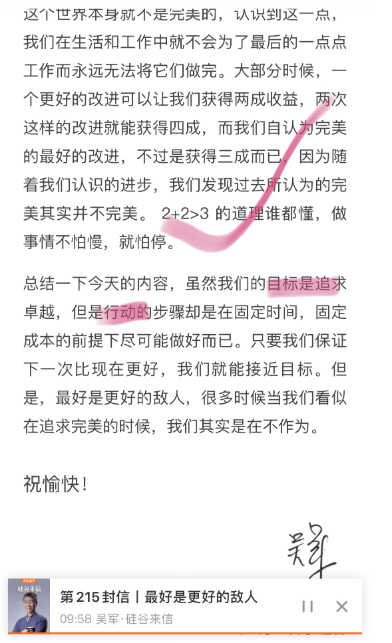 这个世界本身就不是完美的，认识到这一点，
我们在生活和工作中就不会为了最后的一点点
工作而永远无法将它们做完。大部分时候，一
个更好的改进可以让我们获得两成收益，两次
这样的改进就能获得四成，而我们自认为完美
的最好的改进，不过是获得三成而已，因为随
着我们认识的进步，我们发现过去所认为的完
美其实并不完美。 2+2>3 的道理谁都懂，做
事情不怕慢，就怕停。
总结一下今天的内容，虽然我们的目标是追求
卓越，但是行动的步骤却是在固定时间，固定
成本的前提下尽可能做好而已。只要我们保证
下一次比现在更好，我们就能接近目标。但
是，最好是更好的敌人，很多时候当我们看似
在追求完美的时候，我们其实是在不作为。
祝愉快！
吴军
硅谷来信
第215封信丨最好是更好的敌人
09:58 吴军·硅谷来信